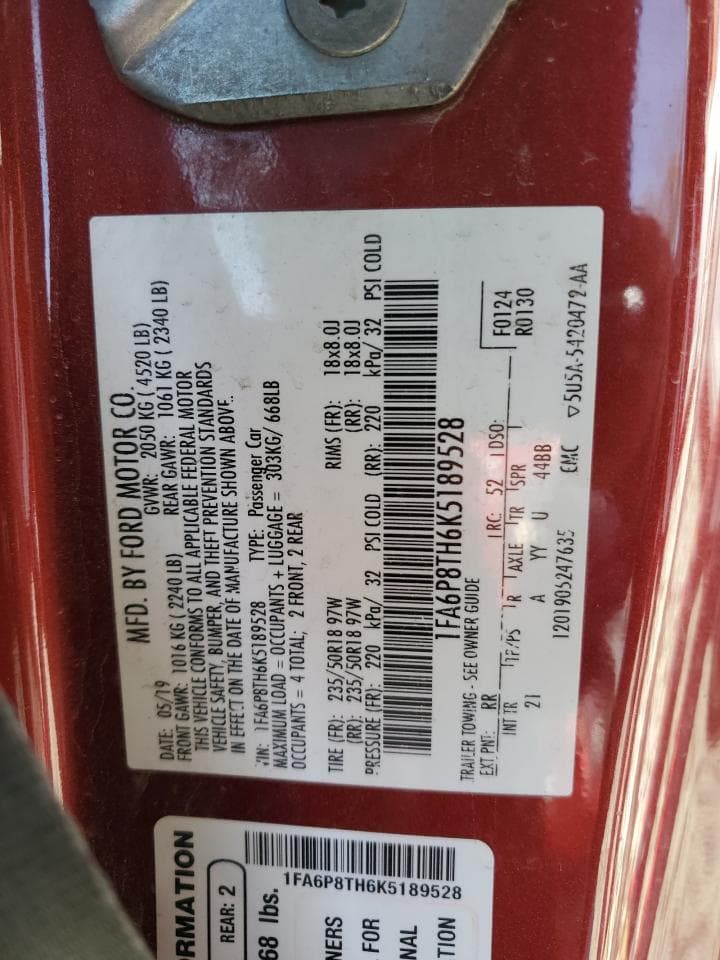 MFD. BY FORD MOTOR CO.
DATE: 05/19 GVWR: 2050 KG ( 4520 LB)
FRONT GAWR: 1016 KG ( 2240 LB) REAR GAWR: 1061 KG ( 2340 LB)
THIS VEHICLE CONFORMS TO ALL APPLICABLE FEDERAL MOTOR
VEHICLE SAFETY, BUMPER, AND THEFT PREVENTION STANDARDS
IN EFFECT ON THE DATE OF MANUFACTURE SHOWN ABOVE.
VIN: 1FA6P8TH6K5189528 TYPE: Passenger Car
MAXIMUM LOAD = OCCUPANTS + LUGGAGE = 303KG/ 668LB
OCCUPANTS = 4 TOTAL; 2 FRONT, 2 REAR
TIRE (FR): 235/50R18 97W RIMS (FR): 18x8.0J
(RR): 235/50R18 97W (RR): 18x8.0J
PRESSURE (FR): 220 kPa/ 32 PSI COLD (RR): 220 kPa/ 32 PSI COLD
1FA6P8TH6K5189528
TRAILER TOWING - SEE OWNER GUIDE
EXT PNT: RR RC: 52 DSO: F0124
R0130
INT TR TP/PS R AXLE TR SPR
21 A YY U 44BB
1201905247635 CMC ▽5U5A-5420472-AA
RMATION
REAR: 2
68 lbs.
1FA6P8TH6K5189528
NERS
FOR
NAL
TION